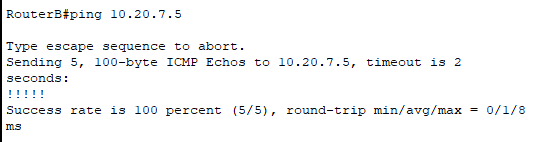 RouterB#ping 10.20.7.5
Type escape sequence to abort.
Sending 5, 100-byte ICMP Echos to 10.20.7.5, timeout is 2
seconds:
!!!!!
Success rate is 100 percent (5/5), round-trip min/avg/max = 0/1/8
ms